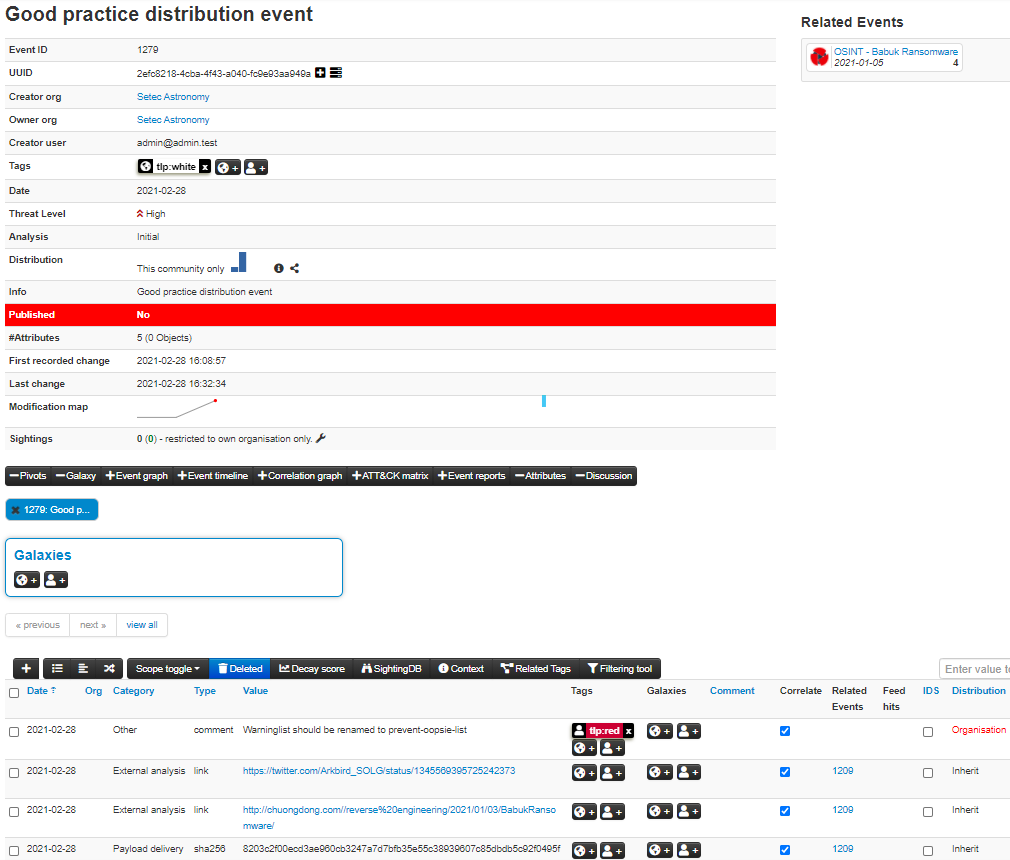 Good practice distribution event
Related Events
OSINT - Babuk Ransomware
2021-01-05 4
Event ID 1279
UUID 2efc8218-4cba-4f43-a040-fc9e93aa949a
Creator org Setec Astronomy
Owner org Setec Astronomy
Creator user admin@admin.test
Tags tlp:white x + +
Date 2021-02-28
Threat Level High
Analysis Initial
Distribution This community only
Info Good practice distribution event
Published No
#Attributes 5 (0 Objects)
First recorded change 2021-02-28 16:08:57
Last change 2021-02-28 16:32:34
Modification map
Sightings 0 (0) - restricted to own organisation only.
Pivots Galaxy Event graph Event timeline Correlation graph ATT&CK matrix Event reports Attributes Discussion
1279: Good p...
Galaxies
+ +
« previous next » view all
Scope toggle Deleted Decay score SightingDB Context Related Tags Filtering tool Enter value to
Date Org Category Type Value Tags Galaxies Comment Correlate Related Events Feed hits IDS Distribution
2021-02-28 Other comment Warninglist should be renamed to prevent-oopsie-list tlp:red x + + + + Organisation
2021-02-28 External analysis link https://twitter.com/Arkbird_SOLG/status/1345569395725242373 + + + + 1209 Inherit
2021-02-28 External analysis link http://chuongdong.com//reverse%20engineering/2021/01/03/BabukRanso + + + + 1209 Inherit
mware/
2021-02-28 Payload delivery sha256 8203c2f00ecd3ae960cb3247a7d7bfb35e55c38939607c85dbdb5c92f0495f + + + + 1209 Inherit